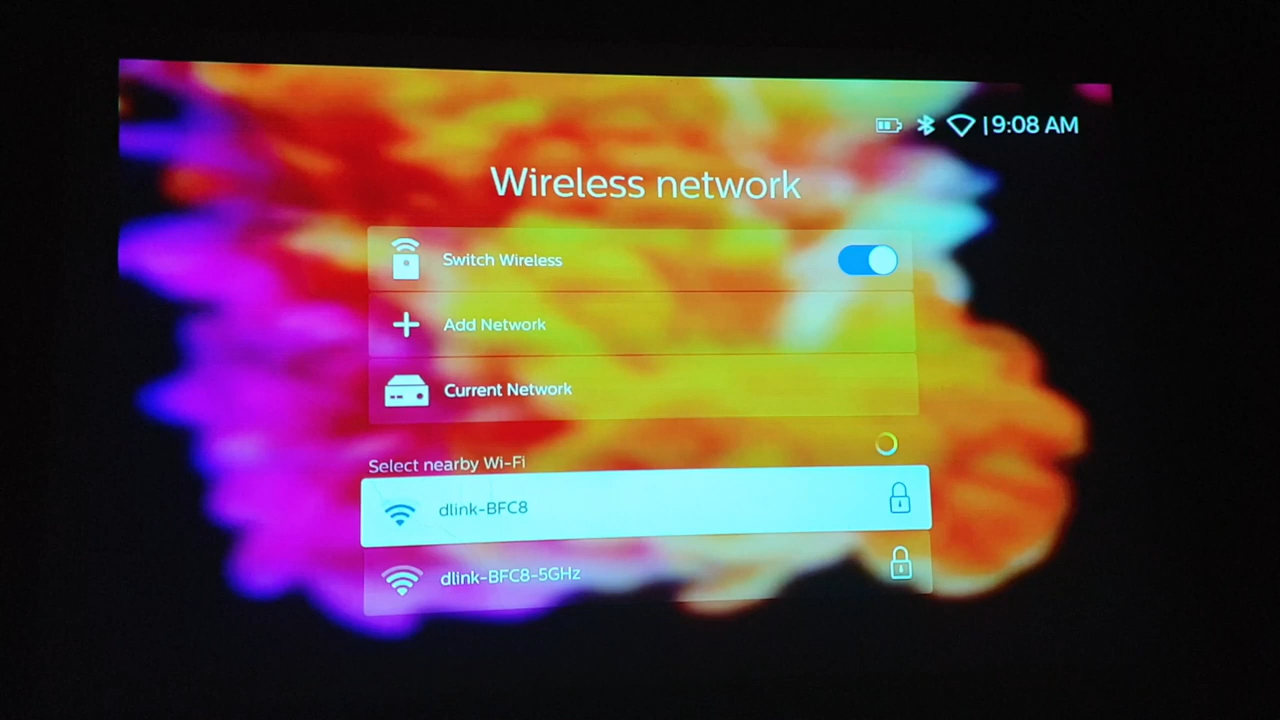 |9:08 AM
Wireless network
Switch Wireless
Add Network
Current Network
Select nearby Wi-Fi
dlink-BFC8
dlink-BFC8-5GHz